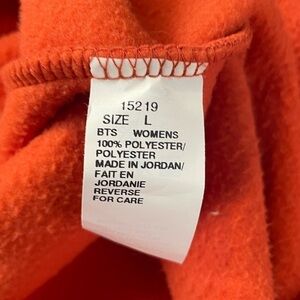 15219
SIZE L
BTS WOMENS
100% POLYESTER/
POLYESTER
MADE IN JORDAN/
FAIT EN
JORDANIE
REVERSE
FOR CARE